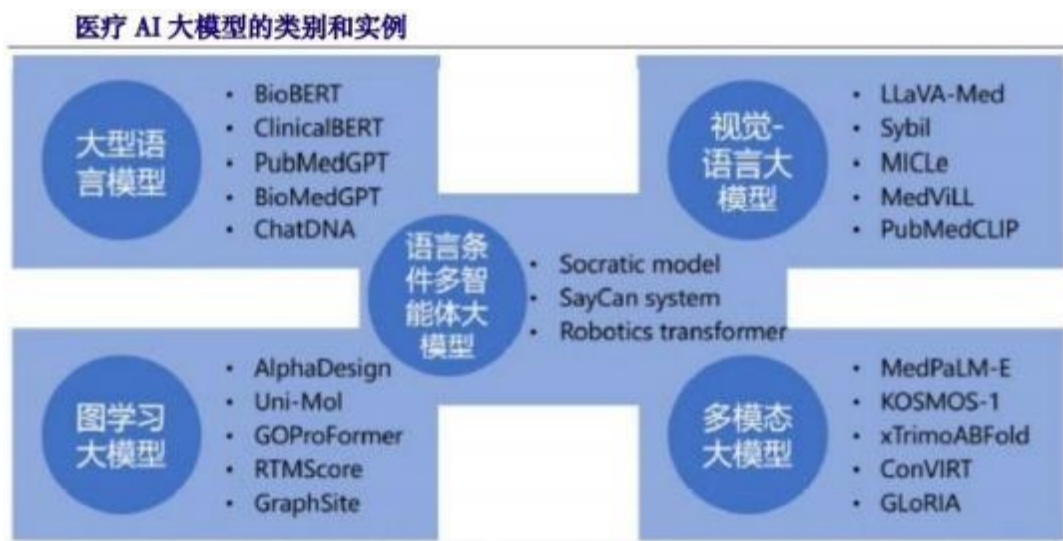 医疗 AI 大模型的类别和实例
大型语
言模型
• BioBERT
• ClinicalBERT
• PubMedGPT
• BioMedGPT
• ChatDNA
视觉-
语言大
模型
• LLaVA-Med
• Sybil
• MICLe
• MedViLL
• PubMedCLIP
语言条
件多智
能体大
模型
• Socratic model
• SayCan system
• Robotics transformer
图学习
大模型
• AlphaDesign
• Uni-Mol
• GOProFormer
• RTMScore
• GraphSite
多模态
大模型
• MedPaLM-E
• KOSMOS-1
• xTrimoABFold
• ConVIRT
• GLoRIA